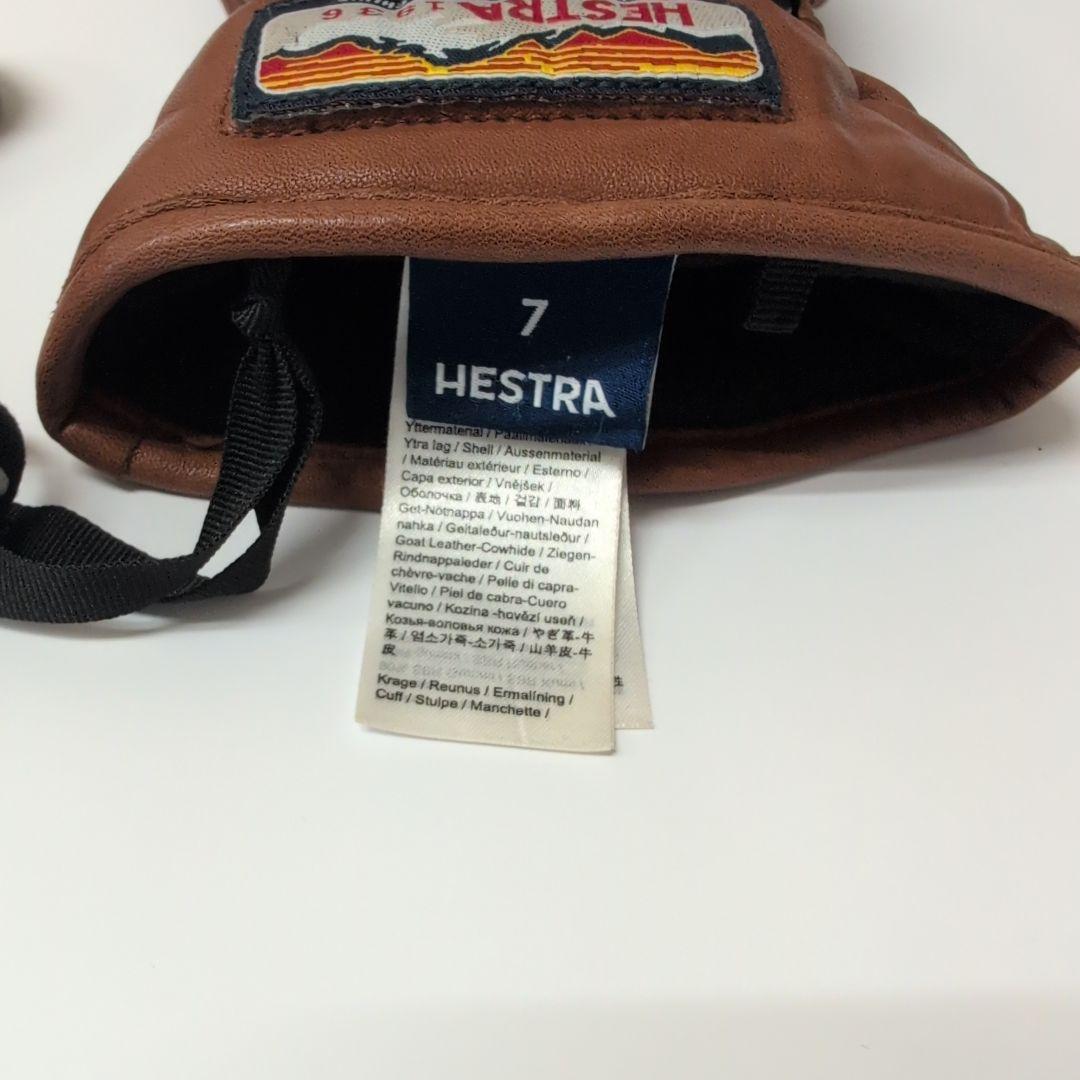 HESTRA
1936
7
HESTRA
Yttermaterial /
Ytra lag / Shell / Aussenmaterial
/ Matériau extérieur / Esterno /
Capa exterior / Vnějšek /
Оболочка / 表地 / 겉감 / 面料
Get-Nötnappa / Vuohen-Naudan
nahka / Geitaleður-nautsleður /
Goat Leather-Cowhide / Ziegen-
Rindnappaleder / Cuir de
chèvre-vache / Pelle di capra-
Vitello / Piel de cabra-Cuero
vacuno / Kozina -hovězí useň /
Козья-воловья кожа / やぎ革-牛
革 / 염소가죽-소가죽 / 山羊皮-牛
皮
Krage / Reunus / Ermalíning /
Cuff / Stulpe / Manchette /
性